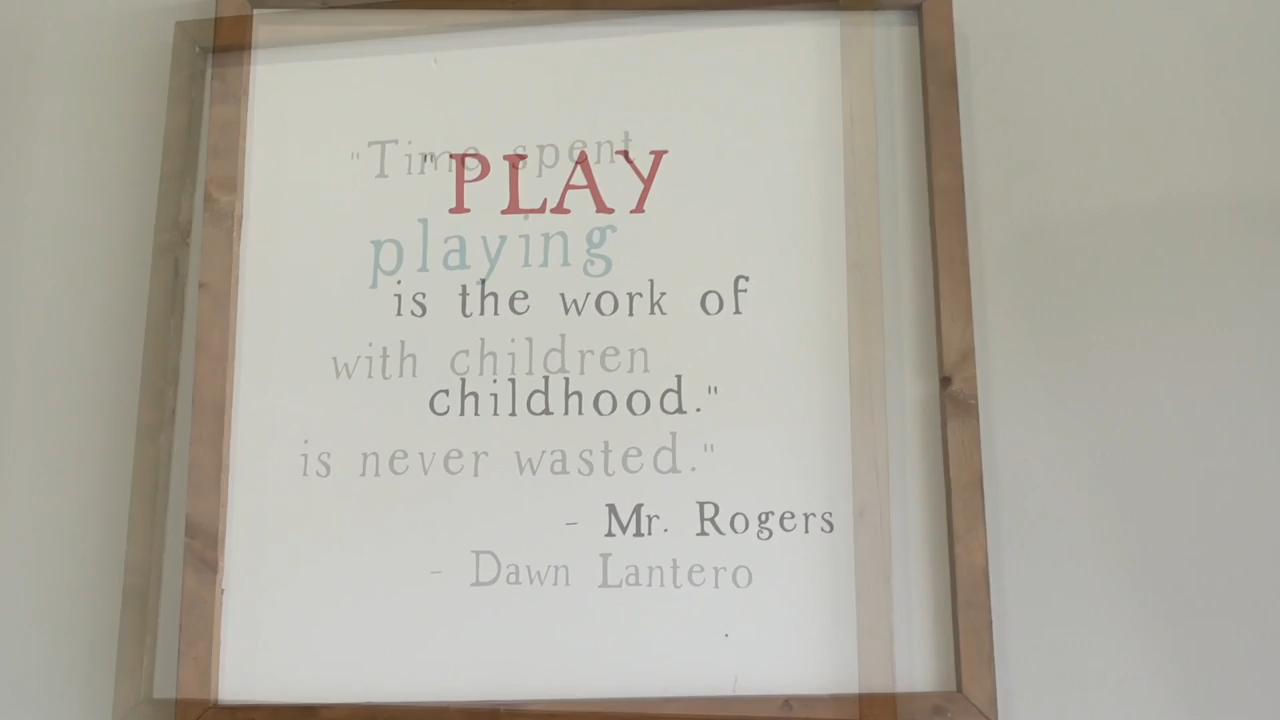 "Time spent
"PLAY
playing
is the work of
with children
childhood."
is never wasted."
- Mr. Rogers
- Dawn Lantero